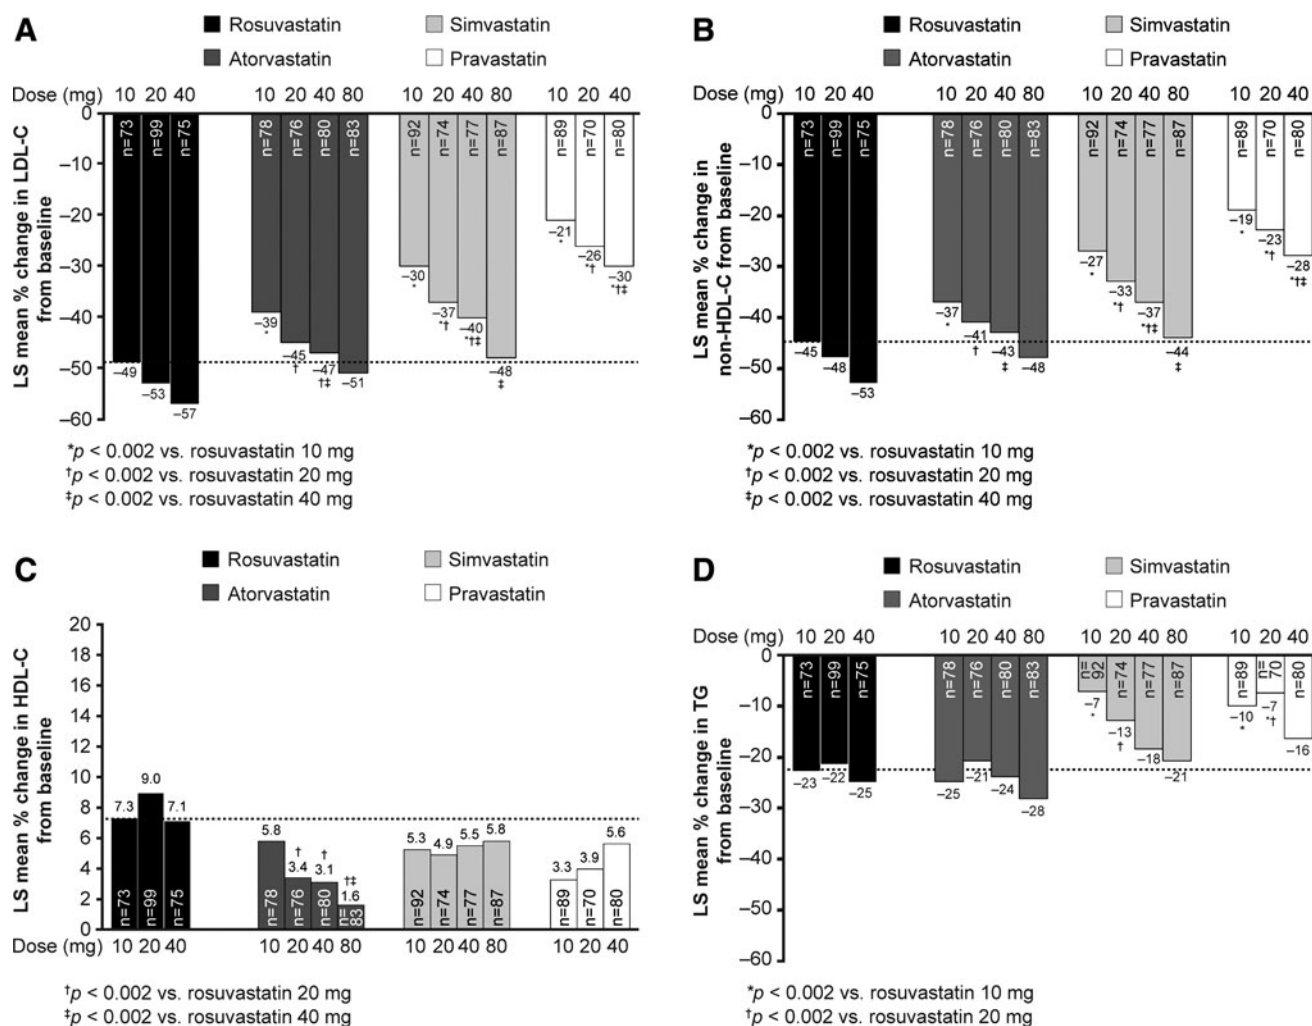 A
Rosuvastatin Simvastatin
Atorvastatin Pravastatin
Dose (mg) 10 20 40 10 20 40 80 10 20 40 80 10 20 40
LS mean % change in LDL-C
from baseline
0
–10
–20
–30
–40
–50
–60
n=73 n=99 n=75 n=78 n=76 n=80 n=83 n=92 n=74 n=77 n=87 n=89 n=70 n=80
–49 –53 –57 –39 –45 –47 –51 –30 –37 –40 –48 –21 –26 –30
* † †‡ * *† *†‡ ‡ * *† *†‡
*p < 0.002 vs. rosuvastatin 10 mg
†p < 0.002 vs. rosuvastatin 20 mg
‡p < 0.002 vs. rosuvastatin 40 mg
B
Rosuvastatin Simvastatin
Atorvastatin Pravastatin
Dose (mg) 10 20 40 10 20 40 80 10 20 40 80 10 20 40
LS mean % change in
non-HDL-C from baseline
0
–10
–20
–30
–40
–50
–60
n=73 n=99 n=75 n=78 n=76 n=80 n=83 n=92 n=74 n=77 n=87 n=89 n=70 n=80
–45 –48 –53 –37 –41 –43 –48 –27 –33 –37 –44 –19 –23 –28
* † ‡ * *† *†‡ ‡ * *† *†‡
*p < 0.002 vs. rosuvastatin 10 mg
†p < 0.002 vs. rosuvastatin 20 mg
‡p < 0.002 vs. rosuvastatin 40 mg
C
Rosuvastatin Simvastatin
Atorvastatin Pravastatin
LS mean % change in HDL-C
from baseline
20
18
16
14
12
10
8
6
4
2
0
7.3 9.0 7.1 5.8 3.4 3.1 1.6 5.3 4.9 5.5 5.8 3.3 3.9 5.6
† † †‡
n=73 n=99 n=75 n=78 n=76 n=80 n=83 n=92 n=74 n=77 n=87 n=89 n=70 n=80
Dose (mg) 10 20 40 10 20 40 80 10 20 40 80 10 20 40
†p < 0.002 vs. rosuvastatin 20 mg
‡p < 0.002 vs. rosuvastatin 40 mg
D
Rosuvastatin Simvastatin
Atorvastatin Pravastatin
Dose (mg) 10 20 40 10 20 40 80 10 20 40 80 10 20 40
LS mean % change in TG
from baseline
0
–10
–20
–30
–40
–50
–60
n=73 n=99 n=75 n=78 n=76 n=80 n=83 n=92 n=74 n=77 n=87 n=89 n=70 n=80
–23 –22 –25 –25 –21 –24 –28 –7 –13 –18 –21 –10 –7 –16
* † * *†
*p < 0.002 vs. rosuvastatin 10 mg
†p < 0.002 vs. rosuvastatin 20 mg